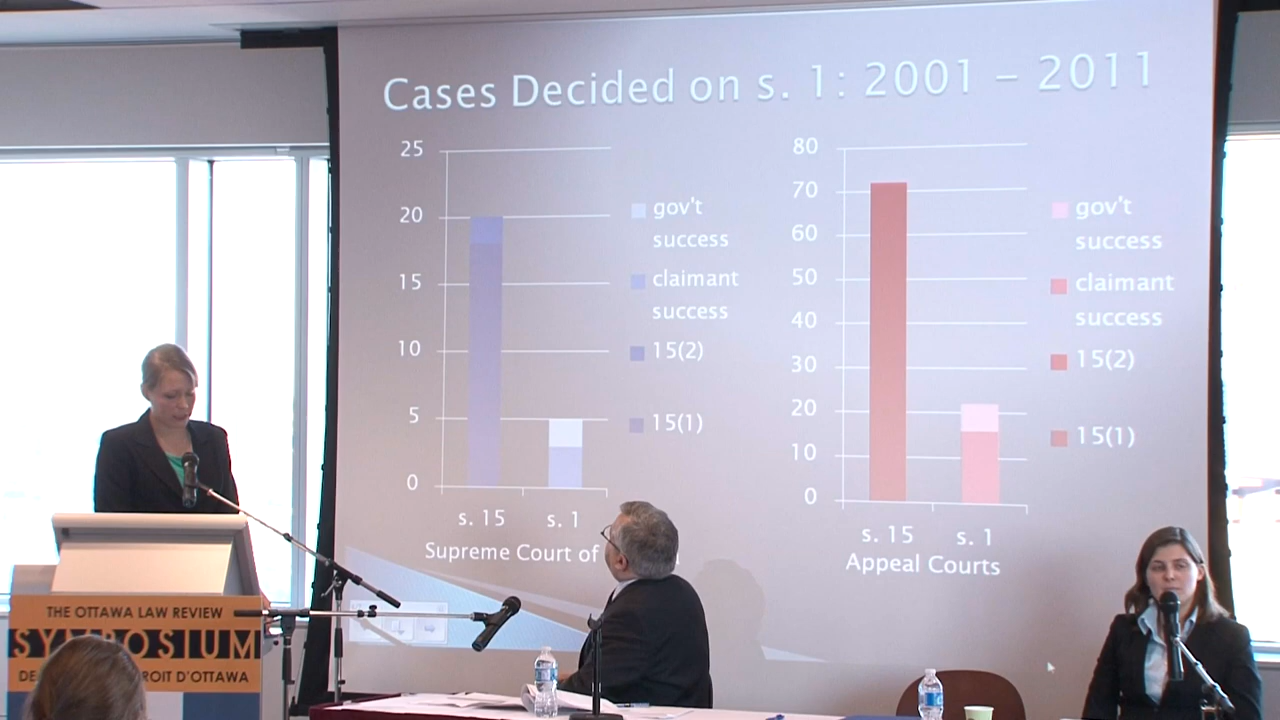 Cases Decided on s. 1: 2001 – 2011
25
20
15
10
5
0
s. 15
s. 1
Supreme Court of
gov't
success
claimant
success
15(2)
15(1)
80
70
60
50
40
30
20
10
0
s. 15
s. 1
Appeal Courts
gov't
success
claimant
success
15(2)
15(1)
THE OTTAWA LAW REVIEW
SYMPOSIUM
D'OTTAWA